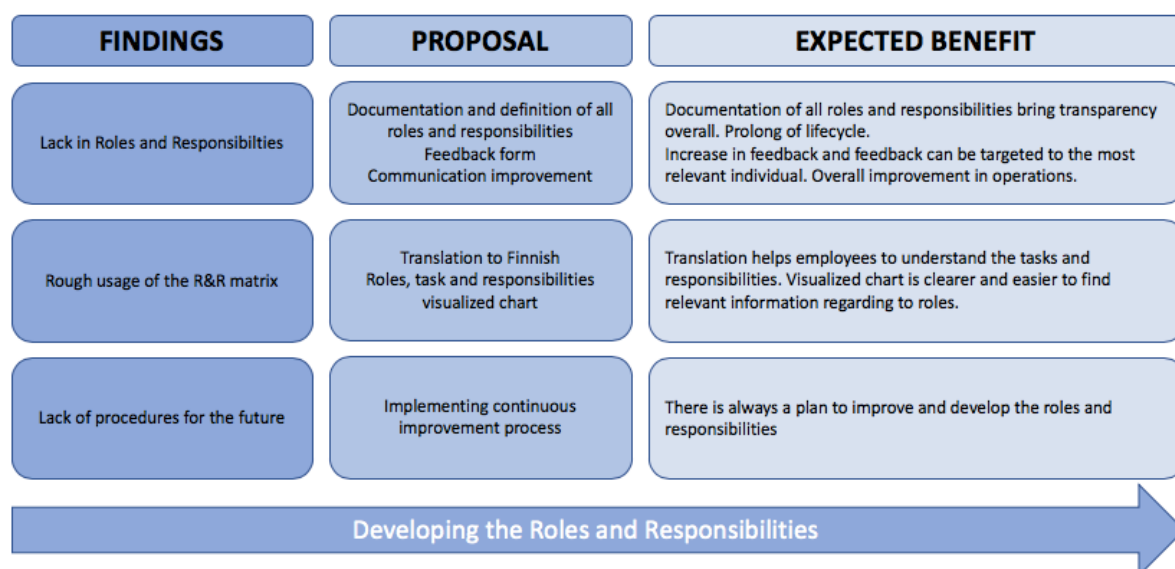 FINDINGS
PROPOSAL
EXPECTED BENEFIT
Lack in Roles and Responsibilties
Documentation and definition of all
roles and responsibilities
Feedback form
Communication improvement
Documentation of all roles and responsibilities bring transparency
overall. Prolong of lifecycle.
Increase in feedback and feedback can be targeted to the most
relevant individual. Overall improvement in operations.
Rough usage of the R&R matrix
Translation to Finnish
Roles, task and responsibilities
visualized chart
Translation helps employees to understand the tasks and
responsibilities. Visualized chart is clearer and easier to find
relevant information regarding to roles.
Lack of procedures for the future
Implementing continuous
improvement process
There is always a plan to improve and develop the roles and
responsibilities
Developing the Roles and Responsibilities